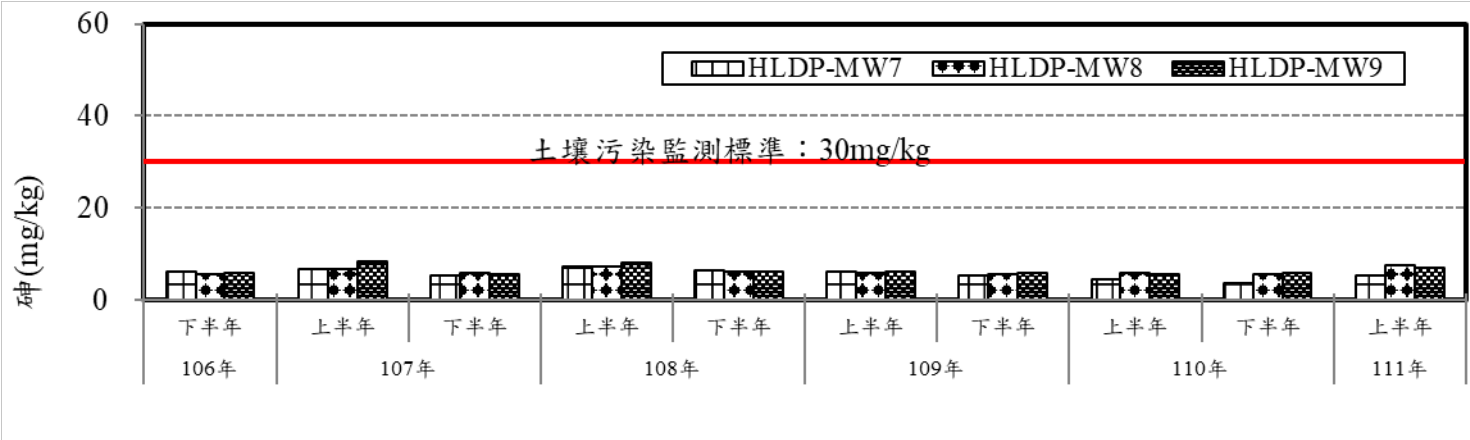 60
HLDP-MW7 HLDP-MW8 HLDP-MW9
40
土壤污染監測標準：30mg/kg
20
0
砷(mg/kg)
下半年 上半年 下半年 上半年 下半年 上半年 下半年 上半年 下半年 上半年
106年 107年 108年 109年 110年 111年